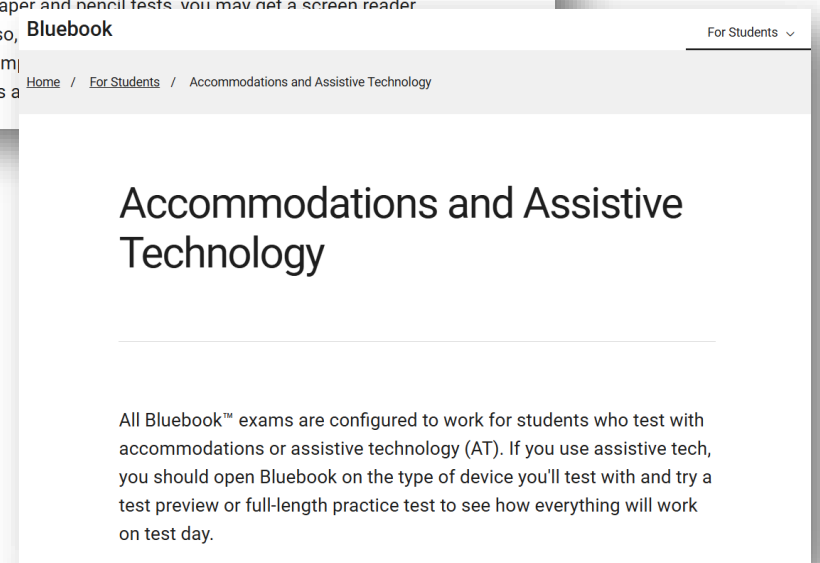 aper and pencil tests, you may get a screen reader
so,
s a
Bluebook
For Students
Home / For Students / Accommodations and Assistive Technology
Accommodations and Assistive
Technology
All Bluebook™ exams are configured to work for students who test with
accommodations or assistive technology (AT). If you use assistive tech,
you should open Bluebook on the type of device you'll test with and try a
test preview or full-length practice test to see how everything will work
on test day.